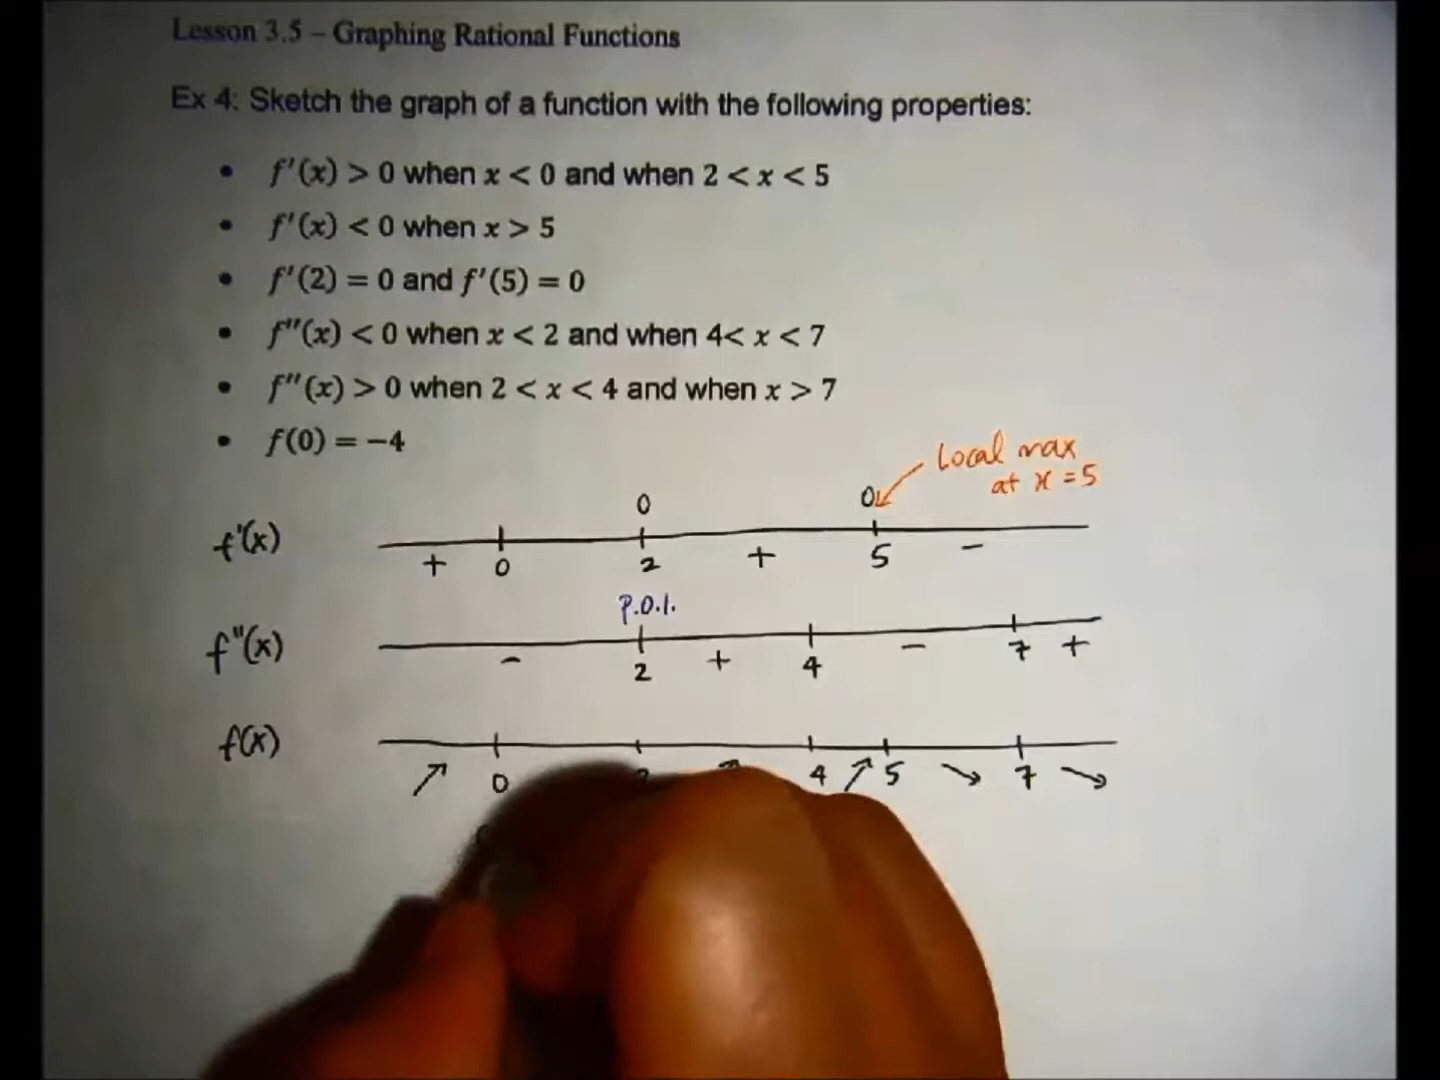 Lesson 3.5 – Graphing Rational Functions
Ex 4: Sketch the graph of a function with the following properties:
• f'(x) > 0 when x < 0 and when 2 < x < 5
• f'(x) < 0 when x > 5
• f'(2) = 0 and f'(5) = 0
• f''(x) < 0 when x < 2 and when 4< x < 7
• f''(x) > 0 when 2 < x < 4 and when x > 7
• f(0) = −4
Local max
at x = 5
0 0
f'(x)
+ 0 2 + 5 −
P.O.I.
f''(x)
− 2 + 4 − 7 +
f(x)
↗ 0 4 ↗ 5 ↘ 7 ↘